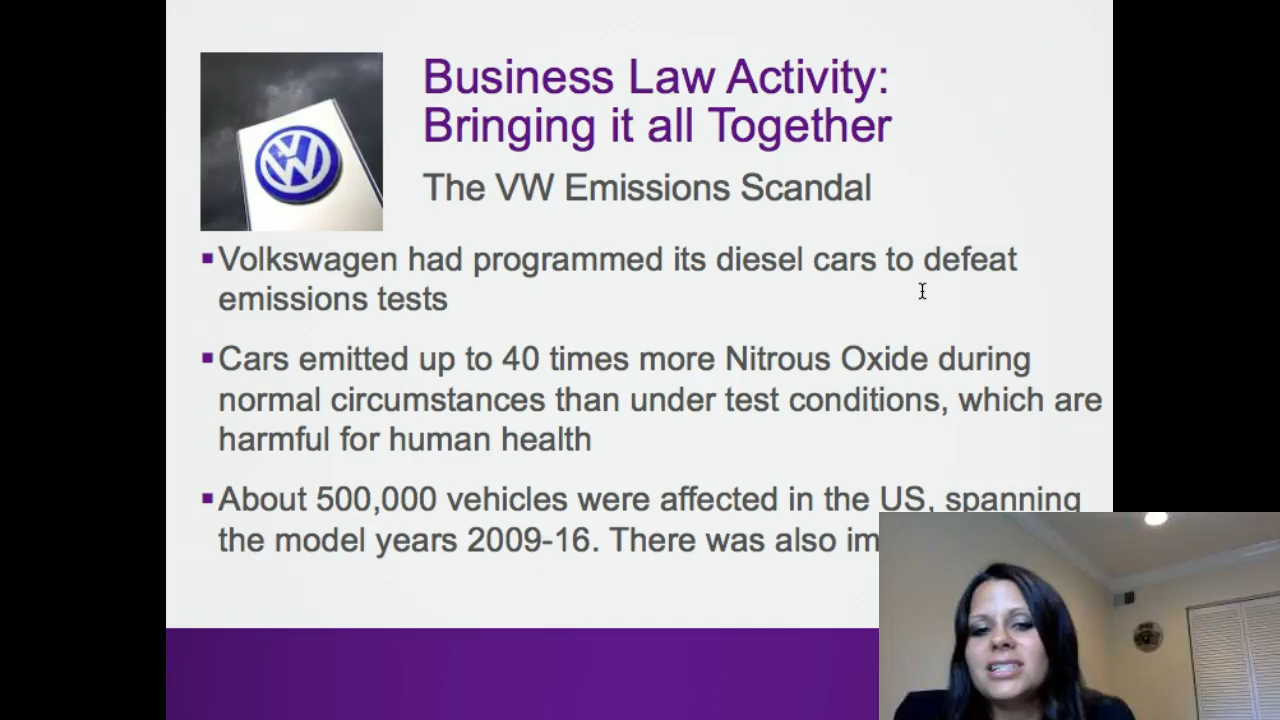 Business Law Activity:
Bringing it all Together
The VW Emissions Scandal
▪Volkswagen had programmed its diesel cars to defeat
emissions tests
▪Cars emitted up to 40 times more Nitrous Oxide during
normal circumstances than under test conditions, which are
harmful for human health
▪About 500,000 vehicles were affected in the US, spanning
the model years 2009-16. There was also im